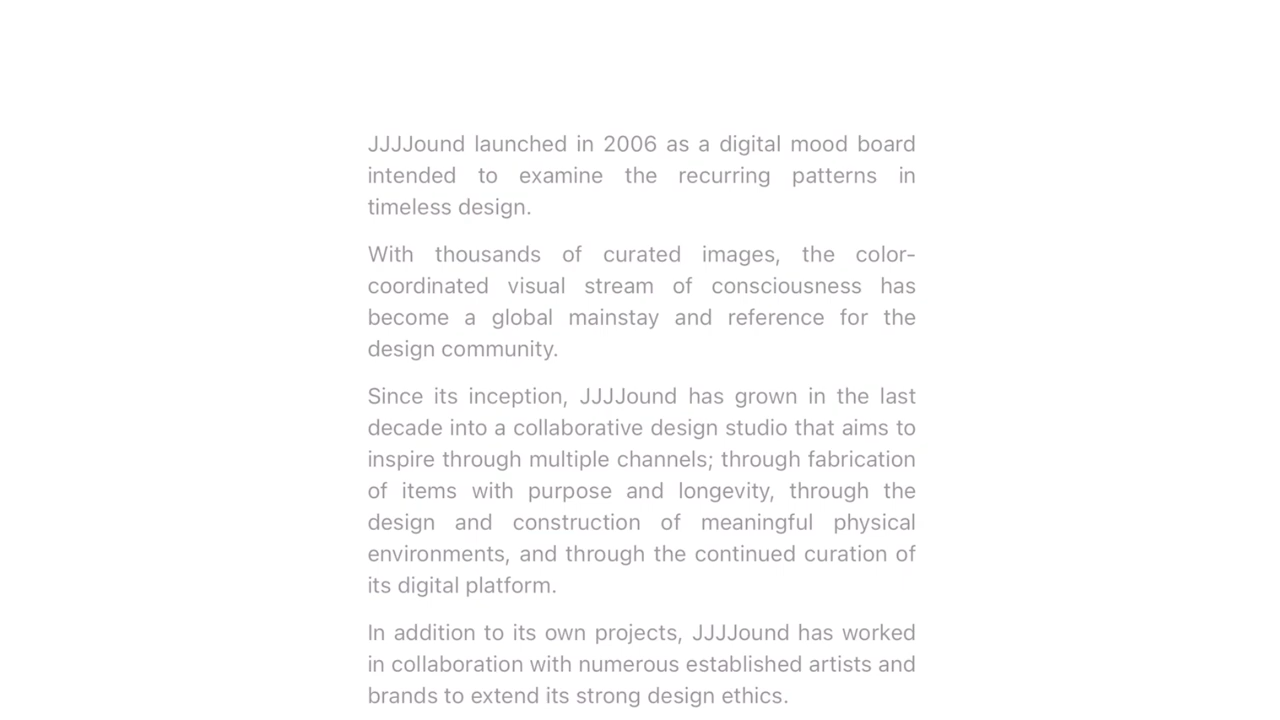 JJJJound launched in 2006 as a digital mood board
intended to examine the recurring patterns in
timeless design.
With thousands of curated images, the color-
coordinated visual stream of consciousness has
become a global mainstay and reference for the
design community.
Since its inception, JJJJound has grown in the last
decade into a collaborative design studio that aims to
inspire through multiple channels; through fabrication
of items with purpose and longevity, through the
design and construction of meaningful physical
environments, and through the continued curation of
its digital platform.
In addition to its own projects, JJJJound has worked
in collaboration with numerous established artists and
brands to extend its strong design ethics.